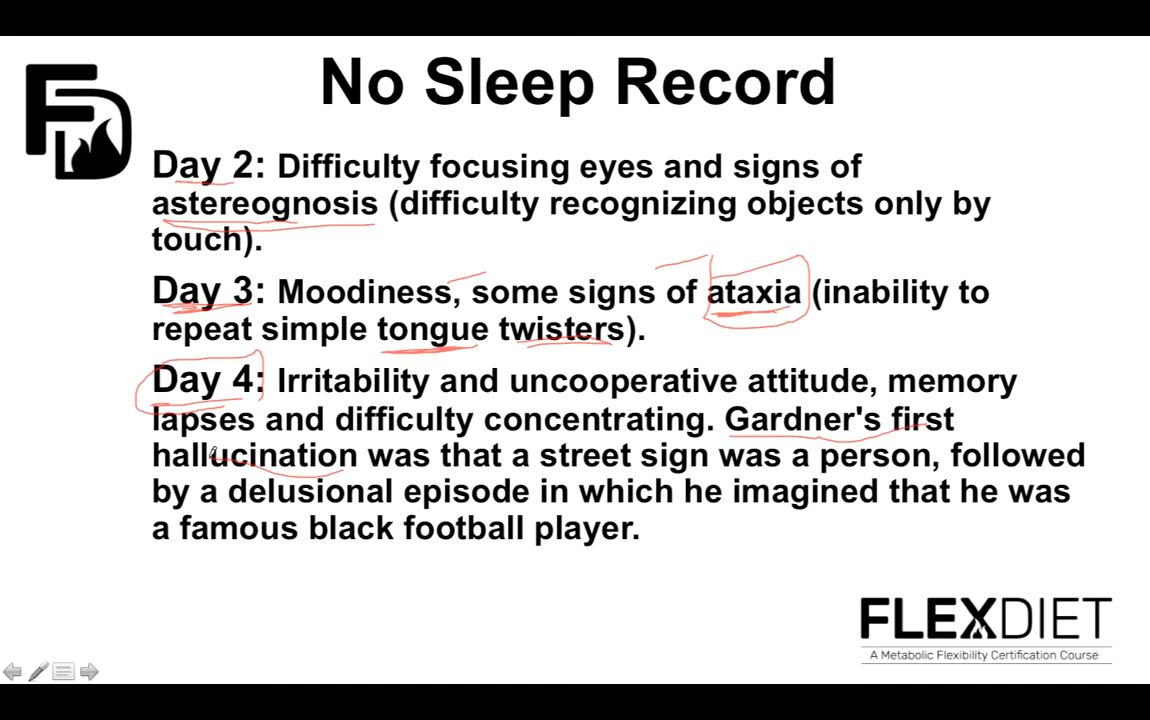 No Sleep Record
FD
Day 2: Difficulty focusing eyes and signs of
astereognosis (difficulty recognizing objects only by
touch).
Day 3: Moodiness, some signs of ataxia (inability to
repeat simple tongue twisters).
Day 4: Irritability and uncooperative attitude, memory
lapses and difficulty concentrating. Gardner's first
hallucination was that a street sign was a person, followed
by a delusional episode in which he imagined that he was
a famous black football player.
FLEXDIET
A Metabolic Flexibility Certification Course